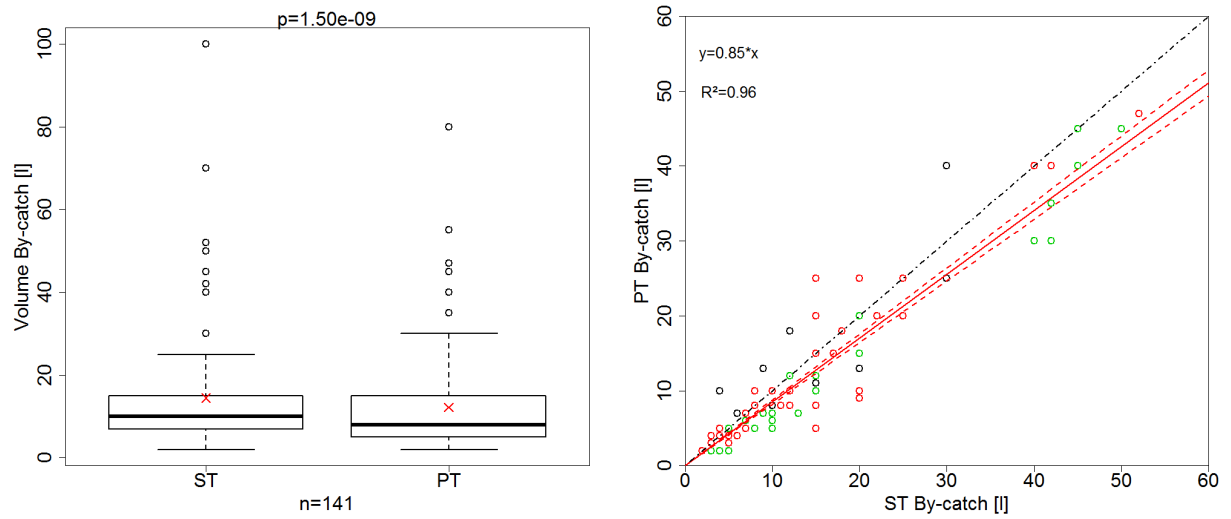 p=1.50e-09
Volume By-catch [l]
100
80
60
40
20
0
ST PT
n=141
y=0.85*x
R²=0.96
PT By-catch [l]
60
50
40
30
20
10
0
0 10 20 30 40 50 60
ST By-catch [l]